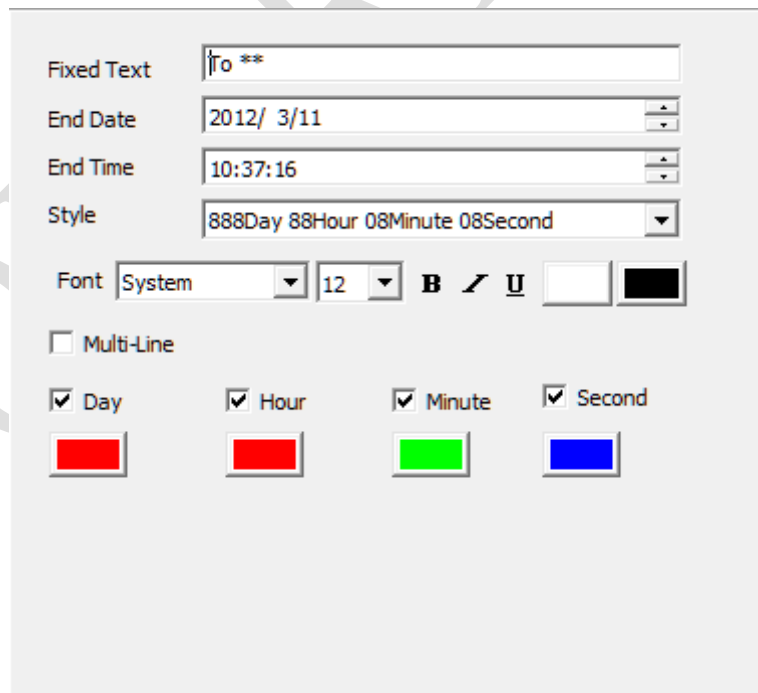 Fixed Text To **
End Date 2012/ 3/11
End Time 10:37:16
Style 888Day 88Hour 08Minute 08Second
Font System 12 B I U
Multi-Line
Day Hour Minute Second